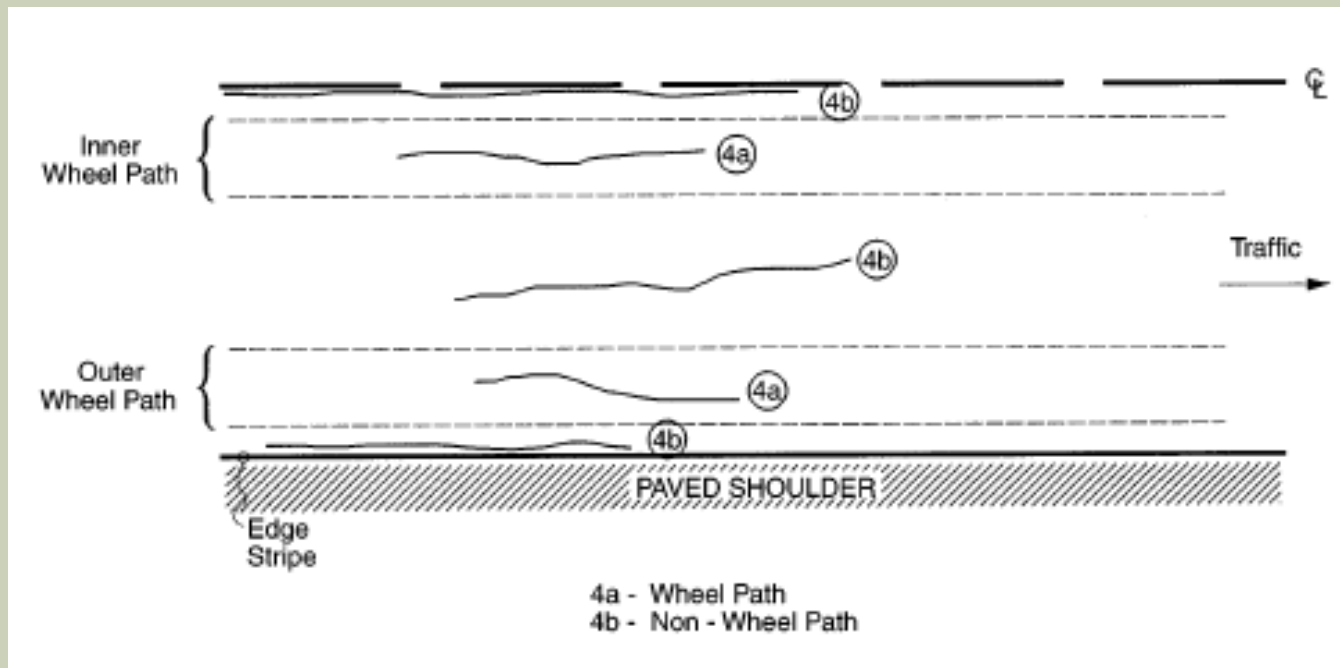 ℄
4b
Inner
Wheel Path
4a
4b
Traffic
Outer
Wheel Path
4a
4b
PAVED SHOULDER
Edge
Stripe
4a - Wheel Path
4b - Non - Wheel Path